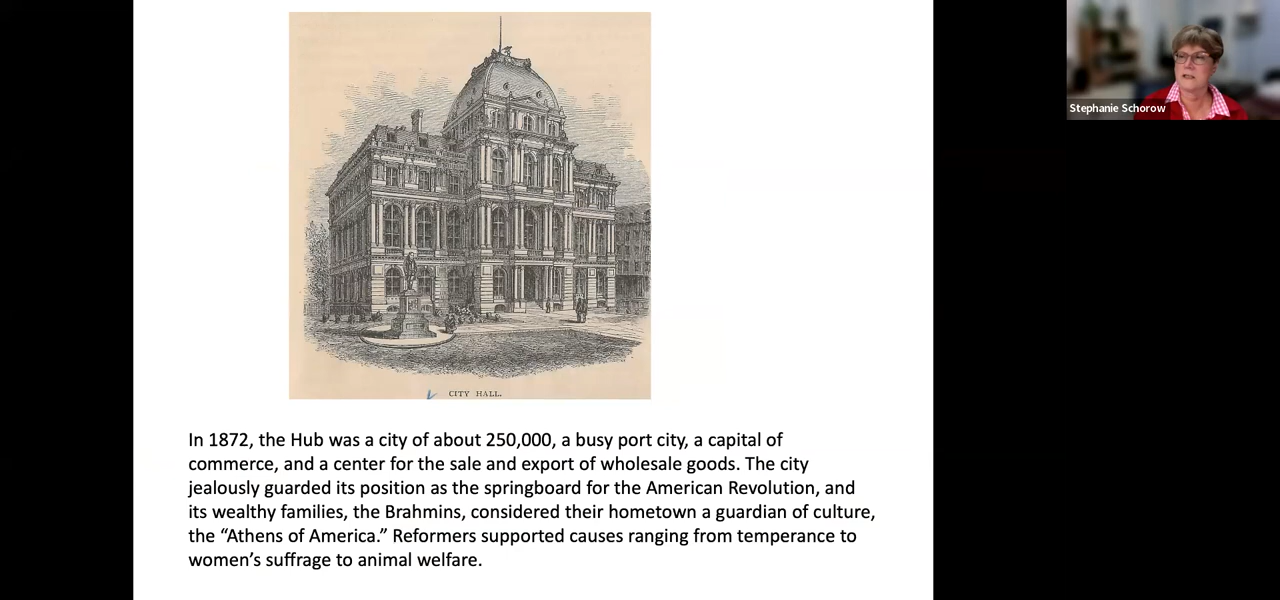 Stephanie Schorow
CITY HALL.
In 1872, the Hub was a city of about 250,000, a busy port city, a capital of
commerce, and a center for the sale and export of wholesale goods. The city
jealously guarded its position as the springboard for the American Revolution, and
its wealthy families, the Brahmins, considered their hometown a guardian of culture,
the “Athens of America.” Reformers supported causes ranging from temperance to
women’s suffrage to animal welfare.